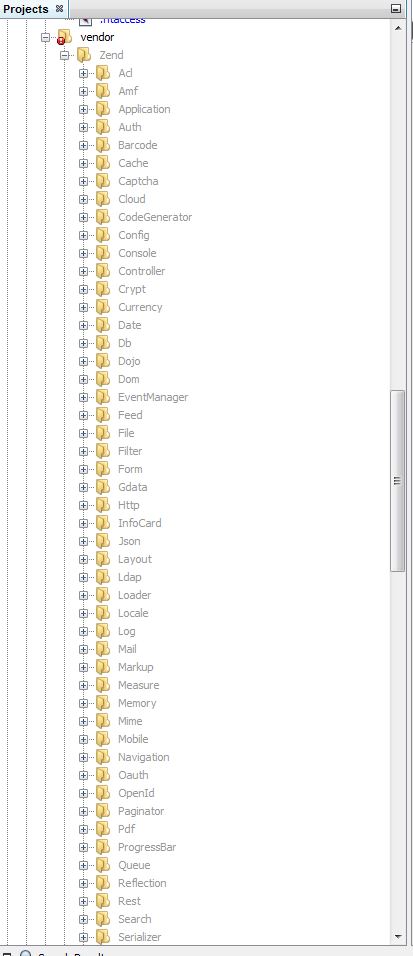 Projects
.htaccess
vendor
Zend
Acl
Amf
Application
Auth
Barcode
Cache
Captcha
Cloud
CodeGenerator
Config
Console
Controller
Crypt
Currency
Date
Db
Dojo
Dom
EventManager
Feed
File
Filter
Form
Gdata
Http
InfoCard
Json
Layout
Ldap
Loader
Locale
Log
Mail
Markup
Measure
Memory
Mime
Mobile
Navigation
Oauth
OpenId
Paginator
Pdf
ProgressBar
Queue
Reflection
Rest
Search
Serializer